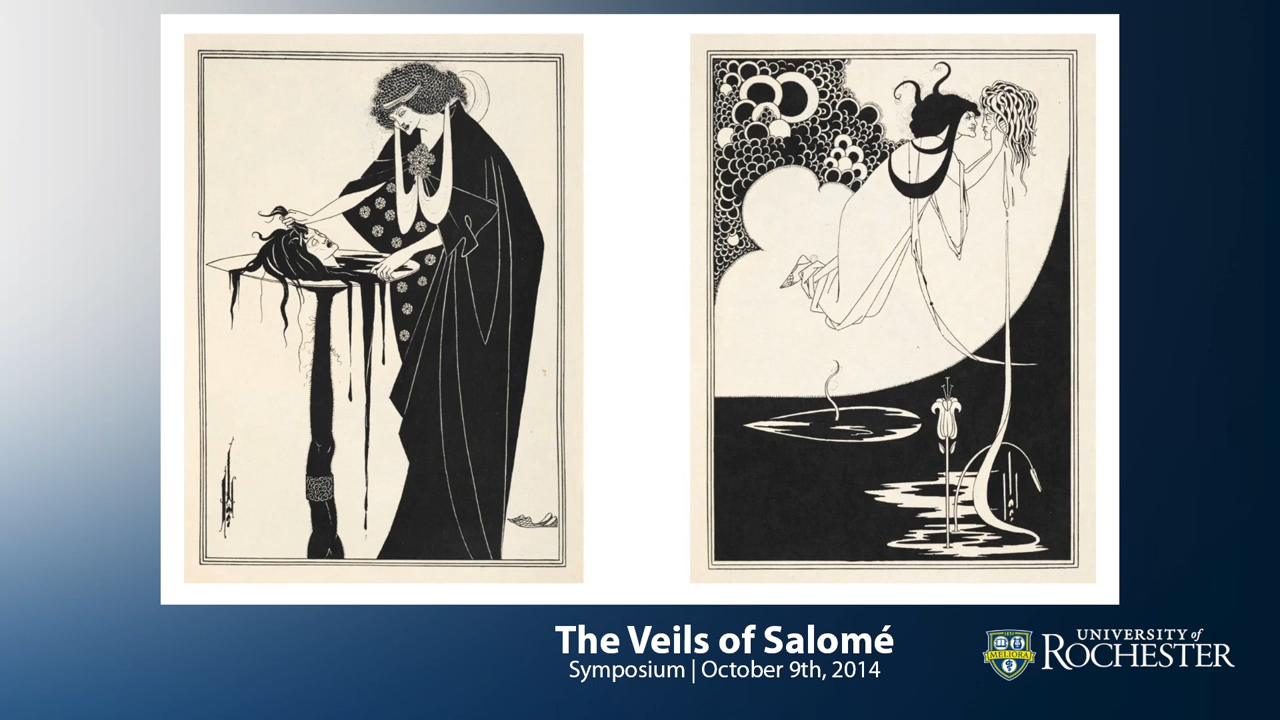 The Veils of Salomé
Symposium | October 9th, 2014
MELIORA
UNIVERSITY of
ROCHESTER